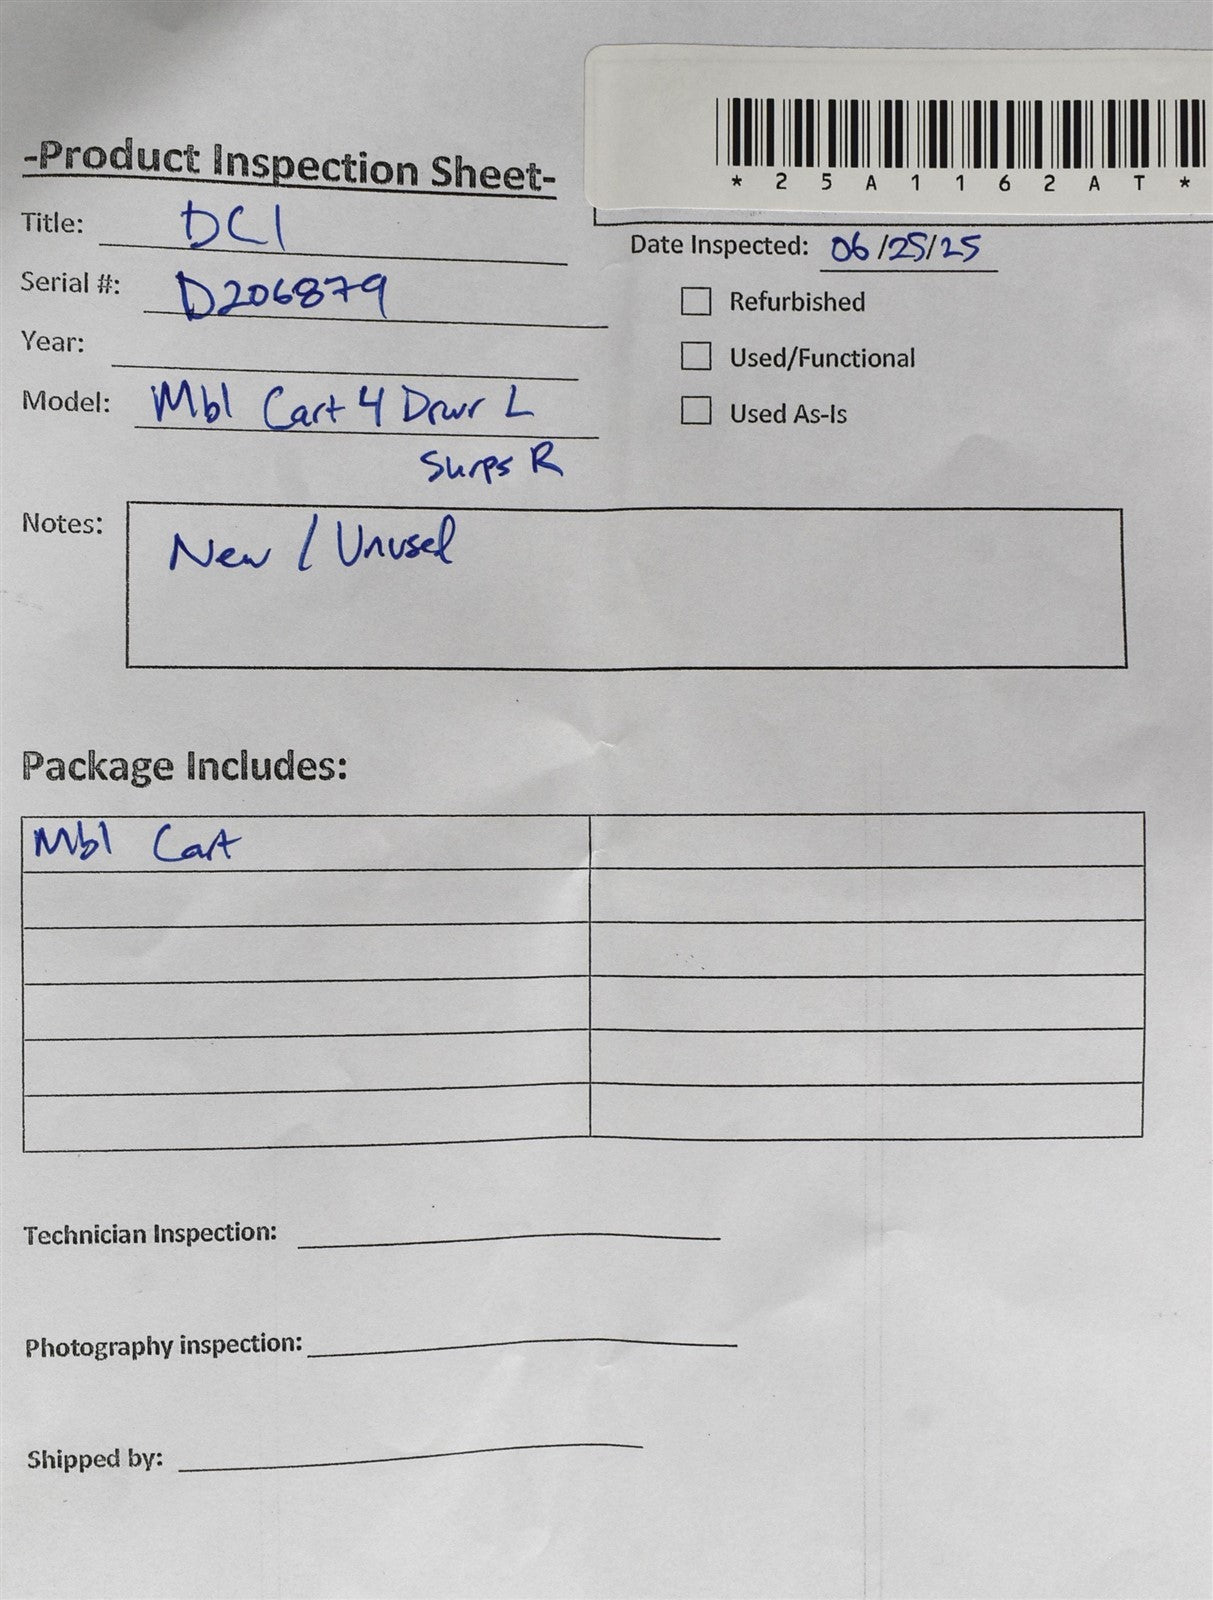 *25A1162AT*
-Product Inspection Sheet-
Title: DCI
Date Inspected: 06/25/25
Serial #: D206879
Refurbished
Year:
Used/Functional
Model: Mbl Cart 4 Drwr L
Used As-Is
Surps R
Notes: New / Unused
Package Includes:
Mbl Cart
Technician Inspection:
Photography inspection:
Shipped by: